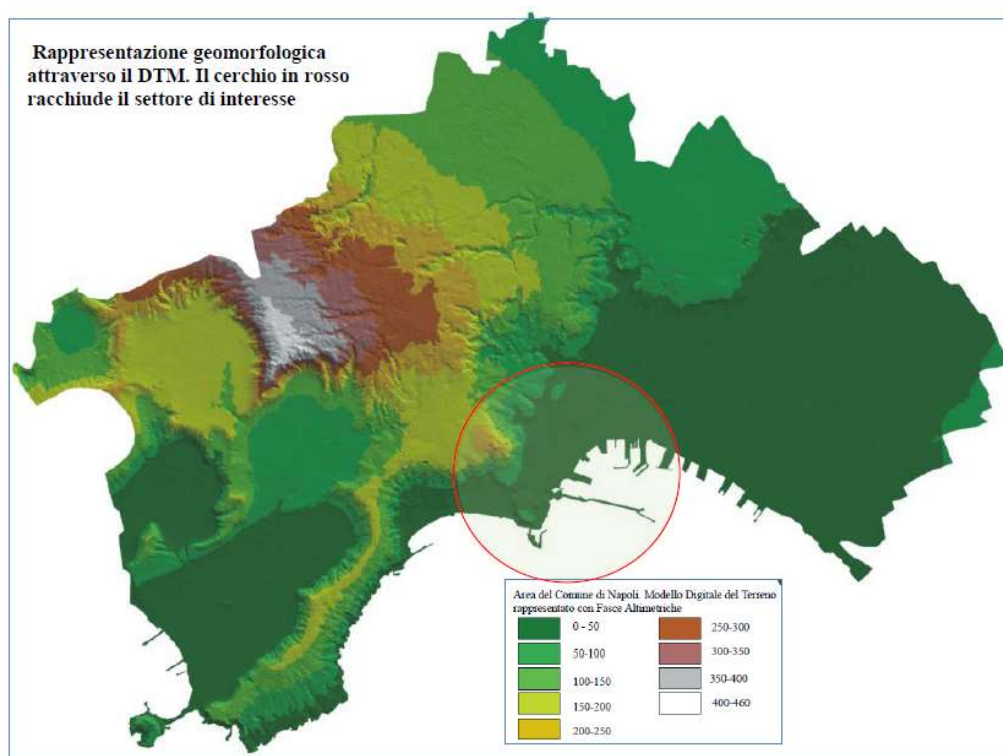 Rappresentazione geomorfologica
attraverso il DTM. Il cerchio in rosso
racchiude il settore di interesse
Area del Comune di Napoli. Modello Digitale del Terreno
rappresentato con Fasce Altimetriche
0 - 50
50-100
100-150
150-200
200-250
250-300
300-350
350-400
400-460